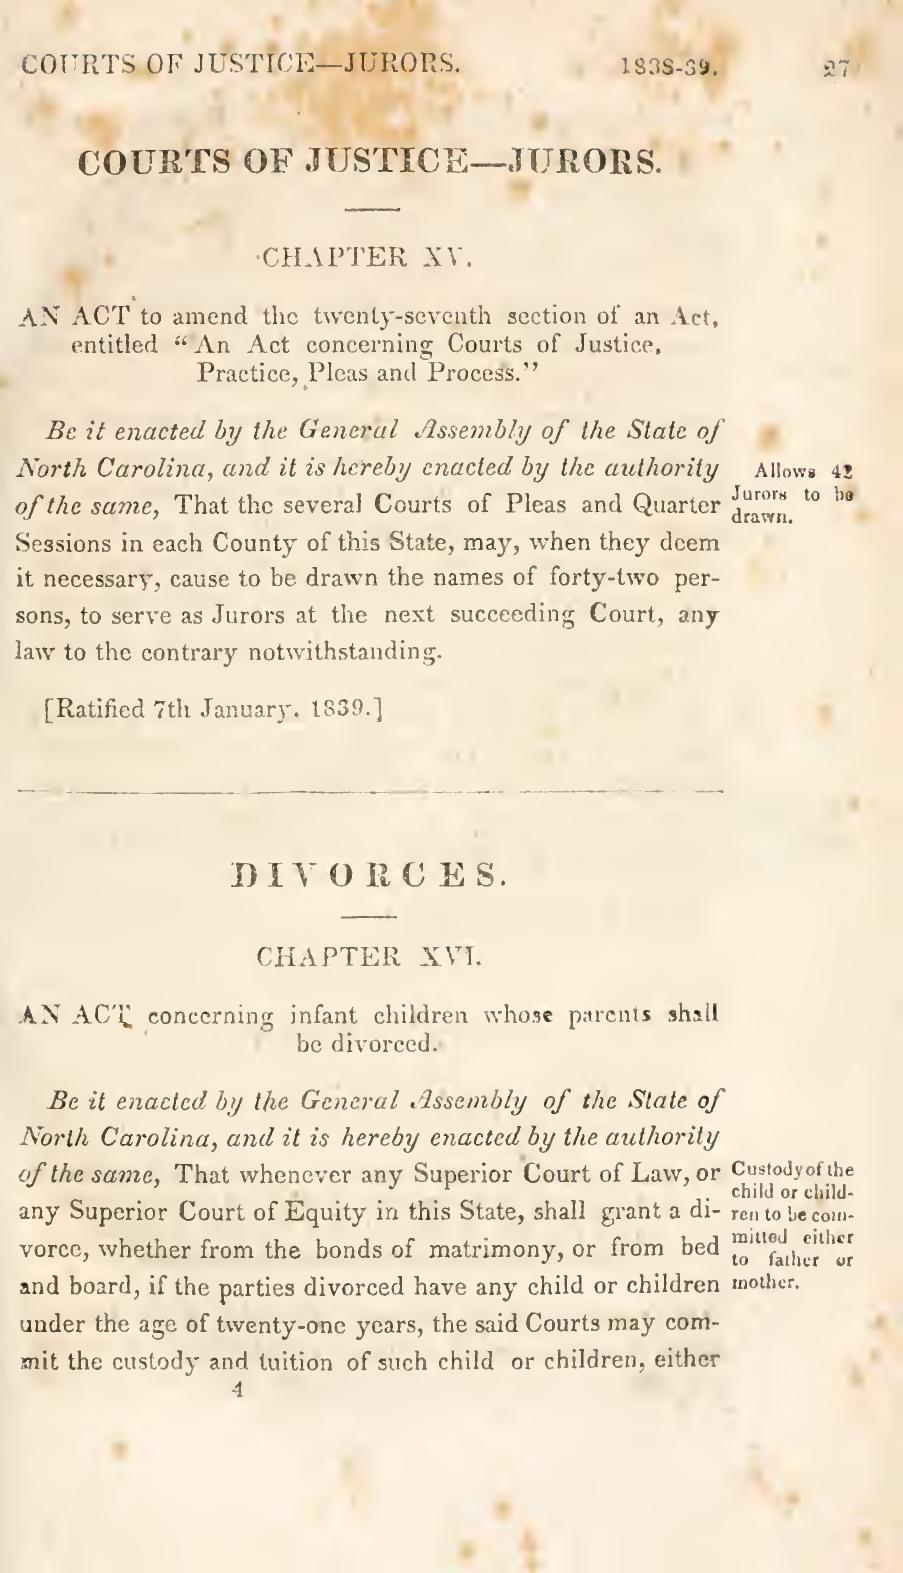 COURTS OF JUSTICE—JURORS. 1838-39. 27
COURTS OF JUSTICE—JURORS.
CHAPTER XV.
AN ACT to amend the twenty-seventh section of an Act,
entitled “An Act concerning Courts of Justice,
Practice, Pleas and Process.”
Be it enacted by the General Assembly of the State of
North Carolina, and it is hereby enacted by the authority
of the same, That the several Courts of Pleas and Quarter
Sessions in each County of this State, may, when they deem
it necessary, cause to be drawn the names of forty-two per-
sons, to serve as Jurors at the next succeeding Court, any
law to the contrary notwithstanding.
Allows 42
Jurors to be
drawn.
[Ratified 7th January, 1839.]
DIVORCES.
CHAPTER XVI.
AN ACT, concerning infant children whose parents shall
be divorced.
Be it enacted by the General Assembly of the State of
North Carolina, and it is hereby enacted by the authority
of the same, That whenever any Superior Court of Law, or
any Superior Court of Equity in this State, shall grant a di-
vorce, whether from the bonds of matrimony, or from bed
and board, if the parties divorced have any child or children
under the age of twenty-one years, the said Courts may com-
mit the custody and tuition of such child or children, either
Custody of the
child or child-
ren to be com-
mitted either
to father or
mother.
4